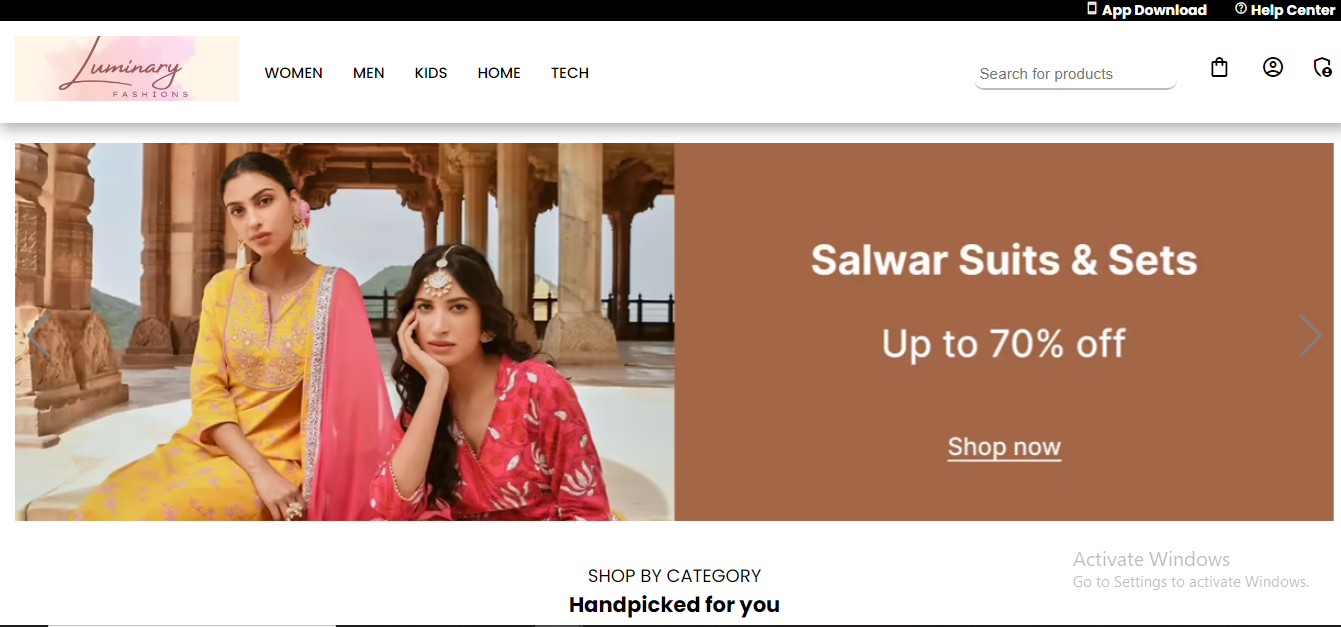 App Download Help Center
Luminary
FASHIONS
WOMEN MEN KIDS HOME TECH
Search for products
Salwar Suits & Sets
Up to 70% off
Shop now
SHOP BY CATEGORY
Handpicked for you
Activate Windows
Go to Settings to activate Windows.